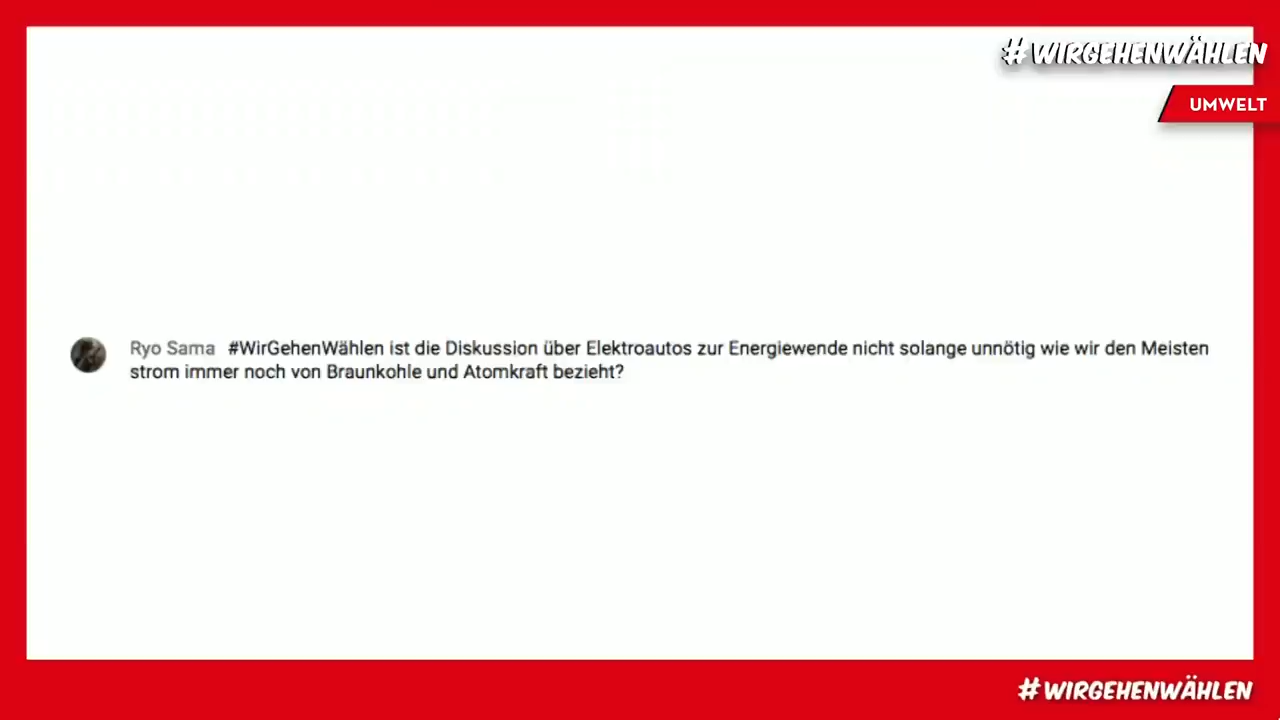 #WIRGEHENWÄHLEN
UMWELT
Ryo Sama #WirGehenWählen ist die Diskussion über Elektroautos zur Energiewende nicht solange unnötig wie wir den Meisten
strom immer noch von Braunkohle und Atomkraft bezieht?
#WIRGEHENWÄHLEN